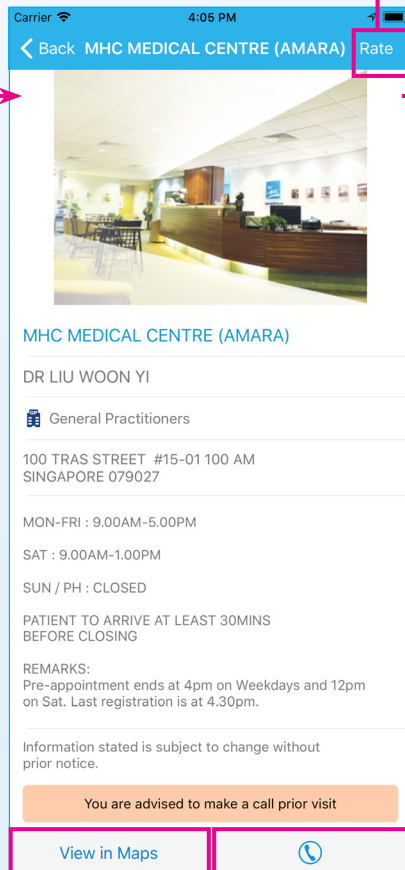 Carrier 4:05 PM
Back MHC MEDICAL CENTRE (AMARA) Rate
MHC MEDICAL CENTRE (AMARA)
DR LIU WOON YI
General Practitioners
100 TRAS STREET #15-01 100 AM
SINGAPORE 079027
MON-FRI : 9.00AM-5.00PM
SAT : 9.00AM-1.00PM
SUN / PH : CLOSED
PATIENT TO ARRIVE AT LEAST 30MINS
BEFORE CLOSING
REMARKS:
Pre-appointment ends at 4pm on Weekdays and 12pm
on Sat. Last registration is at 4.30pm.
Information stated is subject to change without
prior notice.
You are advised to make a call prior visit
View in Maps